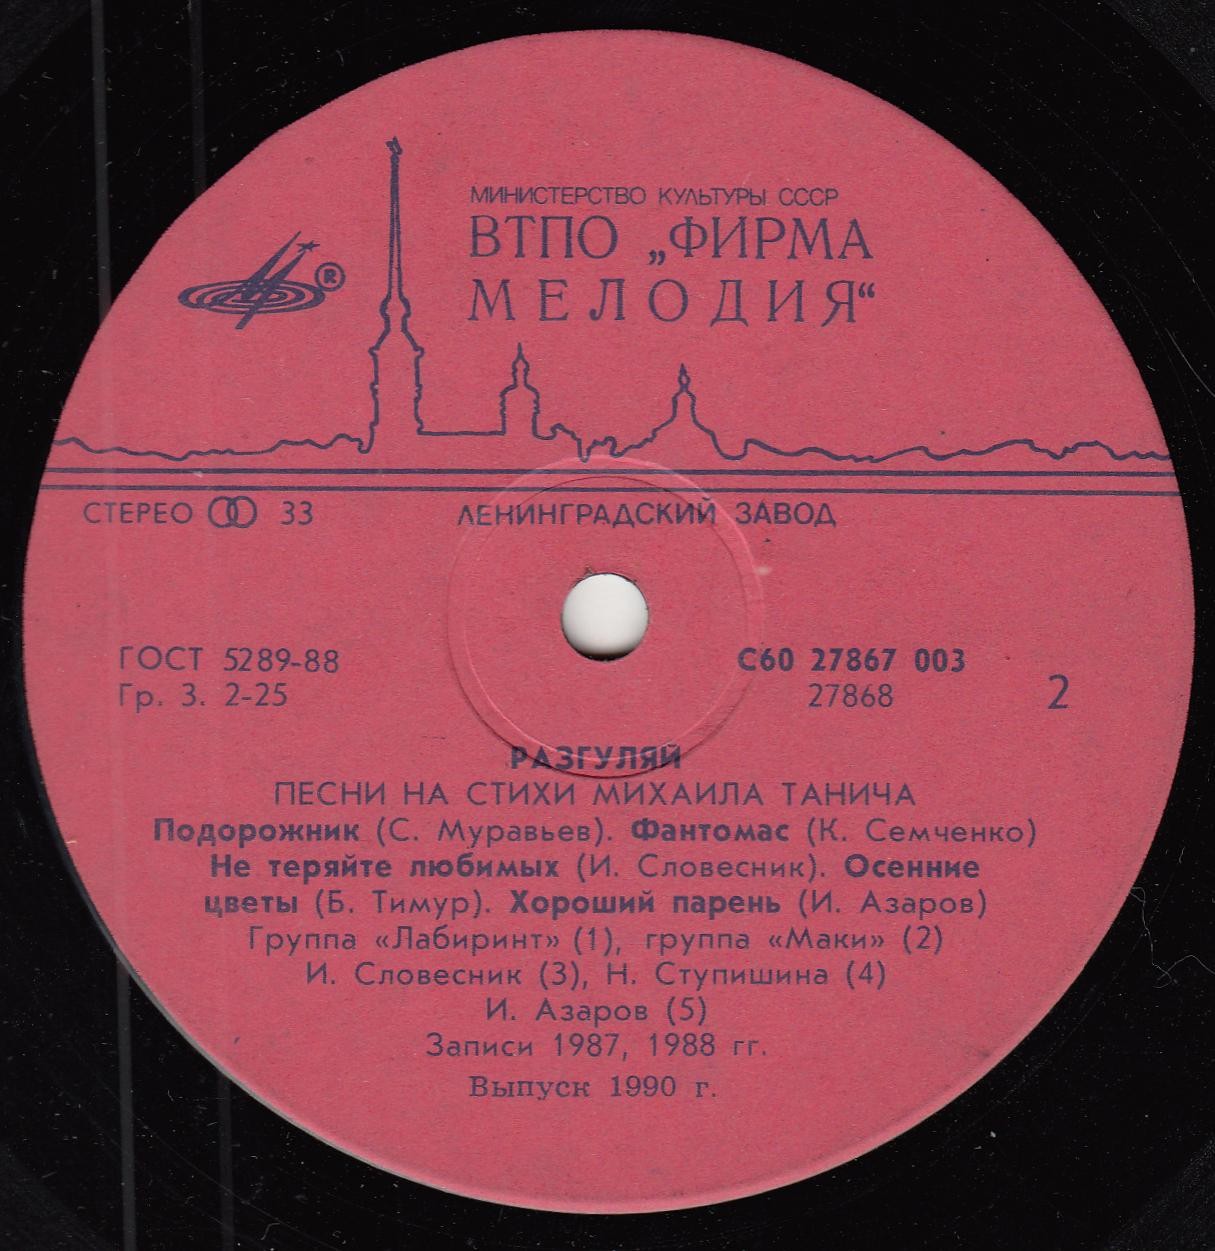 МИНИСТЕРСТВО КУЛЬТУРЫ СССР
ВТПО „ФИРМА
МЕЛОДИЯ“
®
СТЕРЕО 33
ЛЕНИНГРАДСКИЙ ЗАВОД
ГОСТ 5289-88
Гр. 3. 2-25
С60 27867 003
27868
2
РАЗГУЛЯЙ
ПЕСНИ НА СТИХИ МИХАИЛА ТАНИЧА
Подорожник (С. Муравьев). Фантомас (К. Семченко)
Не теряйте любимых (И. Словесник). Осенние
цветы (Б. Тимур). Хороший парень (И. Азаров)
Группа «Лабиринт» (1), группа «Маки» (2)
И. Словесник (3), Н. Ступишина (4)
И. Азаров (5)
Записи 1987, 1988 гг.
Выпуск 1990 г.